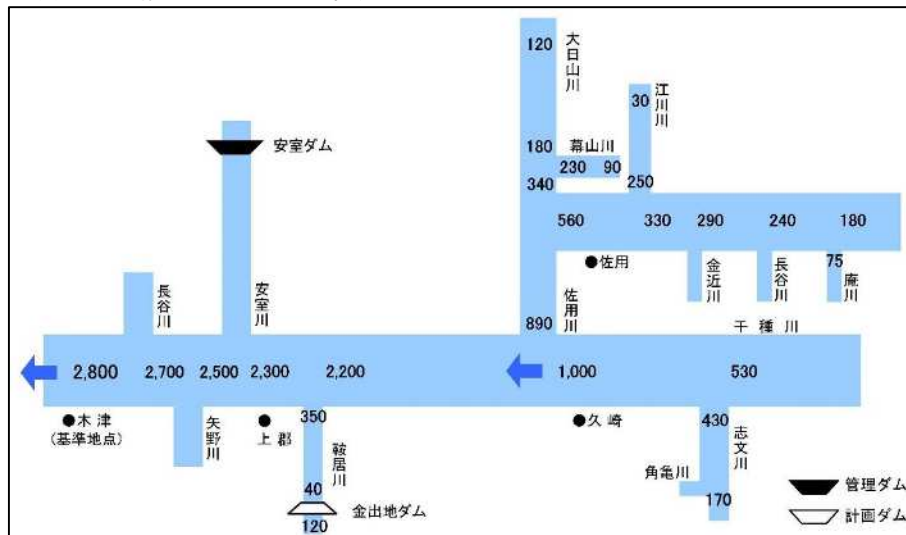 120
大日山川
30
江川川
安室ダム
180
幕山川
230
90
340
250
560
330
290
240
180
佐用
金近川
長谷川
75
庵川
長谷川
安室川
890
佐用川
千種川
2,800
2,700
2,500
2,300
2,200
1,000
530
木津
(基準地点)
矢野川
上郡
350
鞍居川
久崎
430
志文川
角亀川
40
170
金出地ダム
120
管理ダム
計画ダム